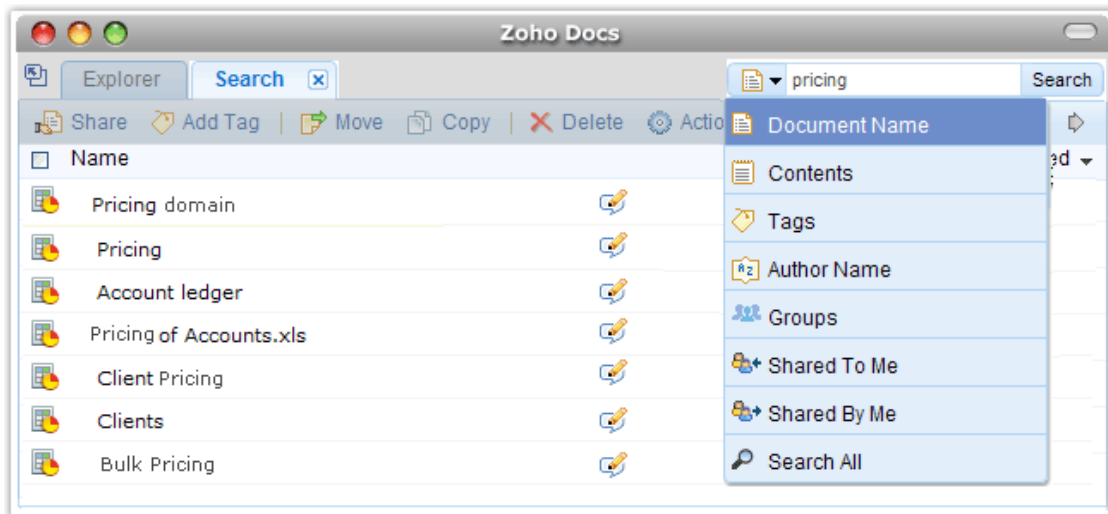 Zoho Docs
Explorer Search pricing Search
Share Add Tag | Move Copy | Delete Actio
Name ed
Pricing domain
Pricing
Account ledger
Pricing of Accounts.xls
Client Pricing
Clients
Bulk Pricing
Document Name
Contents
Tags
Author Name
Groups
Shared To Me
Shared By Me
Search All